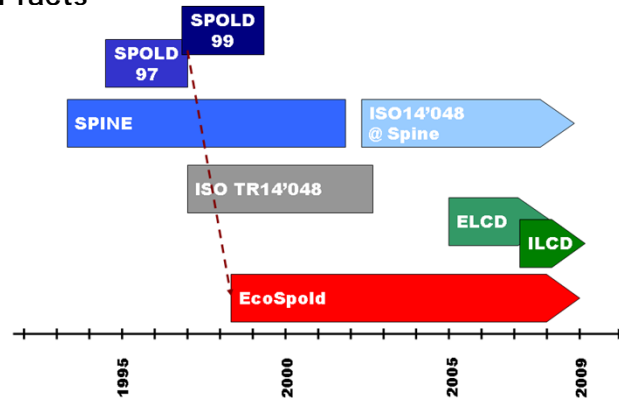 SPOLD
99
SPOLD
97
SPINE
ISO14’048
@ Spine
ISO TR14’048
ELCD
ILCD
EcoSpold
1995
2000
2005
2009